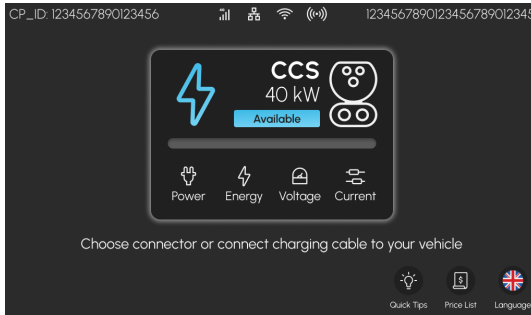 CP_ID: 1234567890123456
1234567890123456789012345
CCS
40 kW
Available
Power Energy Voltage Current
Choose connector or connect charging cable to your vehicle
$
Quick Tips Price List Language